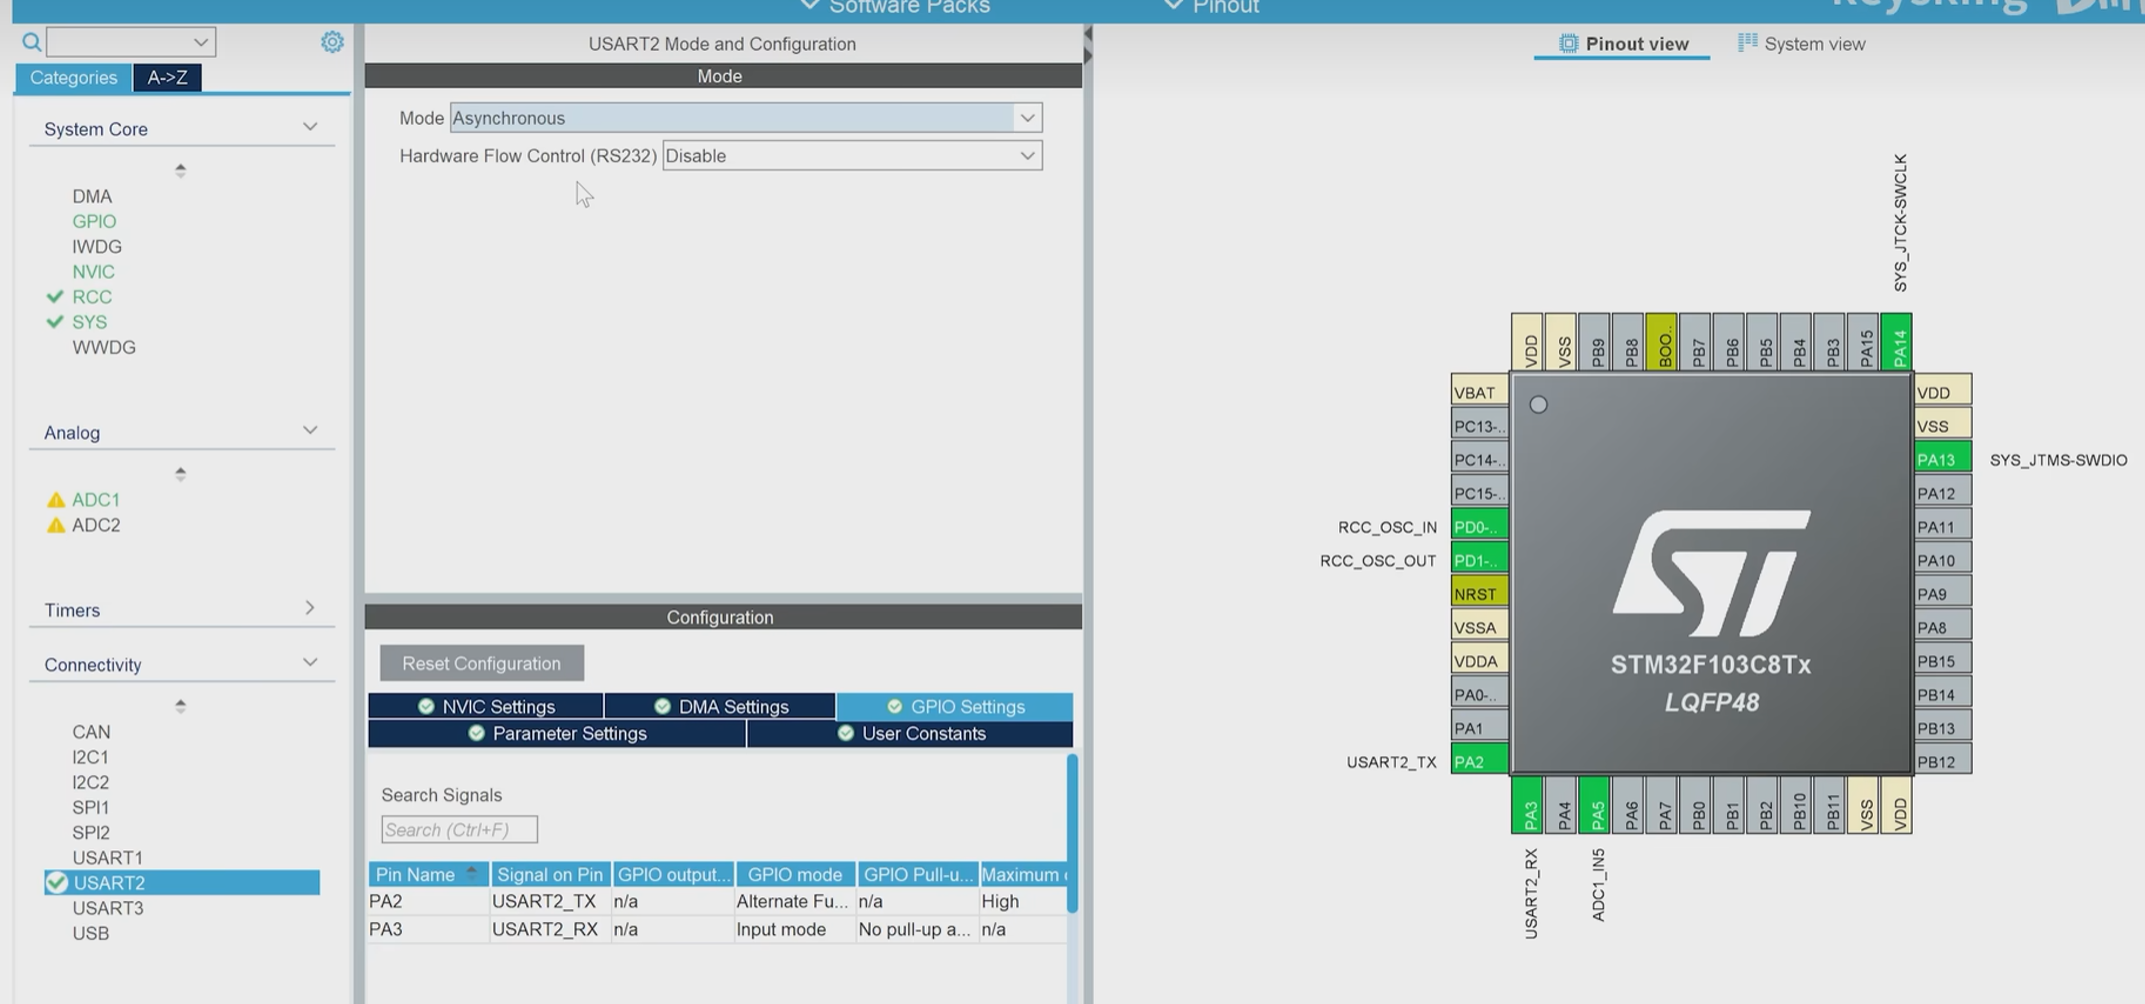 Software Packs
Pinout
Categories
A->Z
System Core
DMA
GPIO
IWDG
NVIC
RCC
SYS
WWDG
Analog
ADC1
ADC2
Timers
Connectivity
CAN
I2C1
I2C2
SPI1
SPI2
USART1
USART2
USART3
USB
USART2 Mode and Configuration
Mode
Mode Asynchronous
Hardware Flow Control (RS232) Disable
Configuration
Reset Configuration
NVIC Settings
DMA Settings
GPIO Settings
Parameter Settings
User Constants
Search Signals
Search (Ctrl+F)
Pin Name Signal on Pin GPIO output... GPIO mode GPIO Pull-u... Maximum
PA2 USART2_TX n/a Alternate Fu... n/a High
PA3 USART2_RX n/a Input mode No pull-up a... n/a
Pinout view
System view
SYS_JTCK-SWCLK
VDD
VSS
PB9
PB8
BOO..
PB7
PB6
PB5
PB4
PB3
PA15
PA14
VBAT
PC13-..
PC14-..
PC15-..
RCC_OSC_IN PD0-..
RCC_OSC_OUT PD1-..
NRST
VSSA
VDDA
PA0-..
PA1
USART2_TX PA2
STM32F103C8Tx
LQFP48
VDD
VSS
PA13 SYS_JTMS-SWDIO
PA12
PA11
PA10
PA9
PA8
PB15
PB14
PB13
PB12
PA3
PA4
PA5
PA6
PA7
PB0
PB1
PB2
PB10
PB11
VSS
VDD
USART2_RX
ADC1_IN5